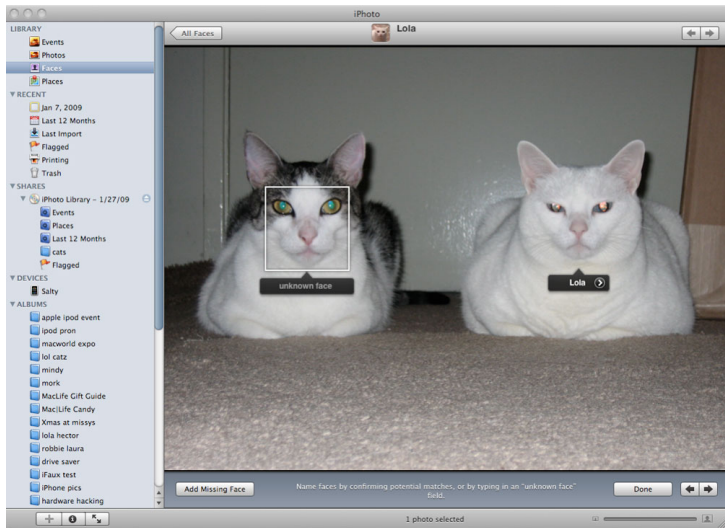 iPhoto
LIBRARY
Events
Photos
Faces
Places
RECENT
Jan 7, 2009
Last 12 Months
Last Import
Flagged
Printing
Trash
SHARES
iPhoto Library – 1/27/09
Events
Places
Last 12 Months
cats
Flagged
DEVICES
Salty
ALBUMS
apple ipod event
ipod pron
macworld expo
lol catz
mindy
mork
MacLife Gift Guide
Mac|Life Candy
Xmas at missys
lola hector
robbie laura
drive saver
iFaux test
iPhone pics
hardware hacking
All Faces
Lola
unknown face
Lola
Add Missing Face
Name faces by confirming potential matches, or by typing in an "unknown face"
field.
Done
1 photo selected